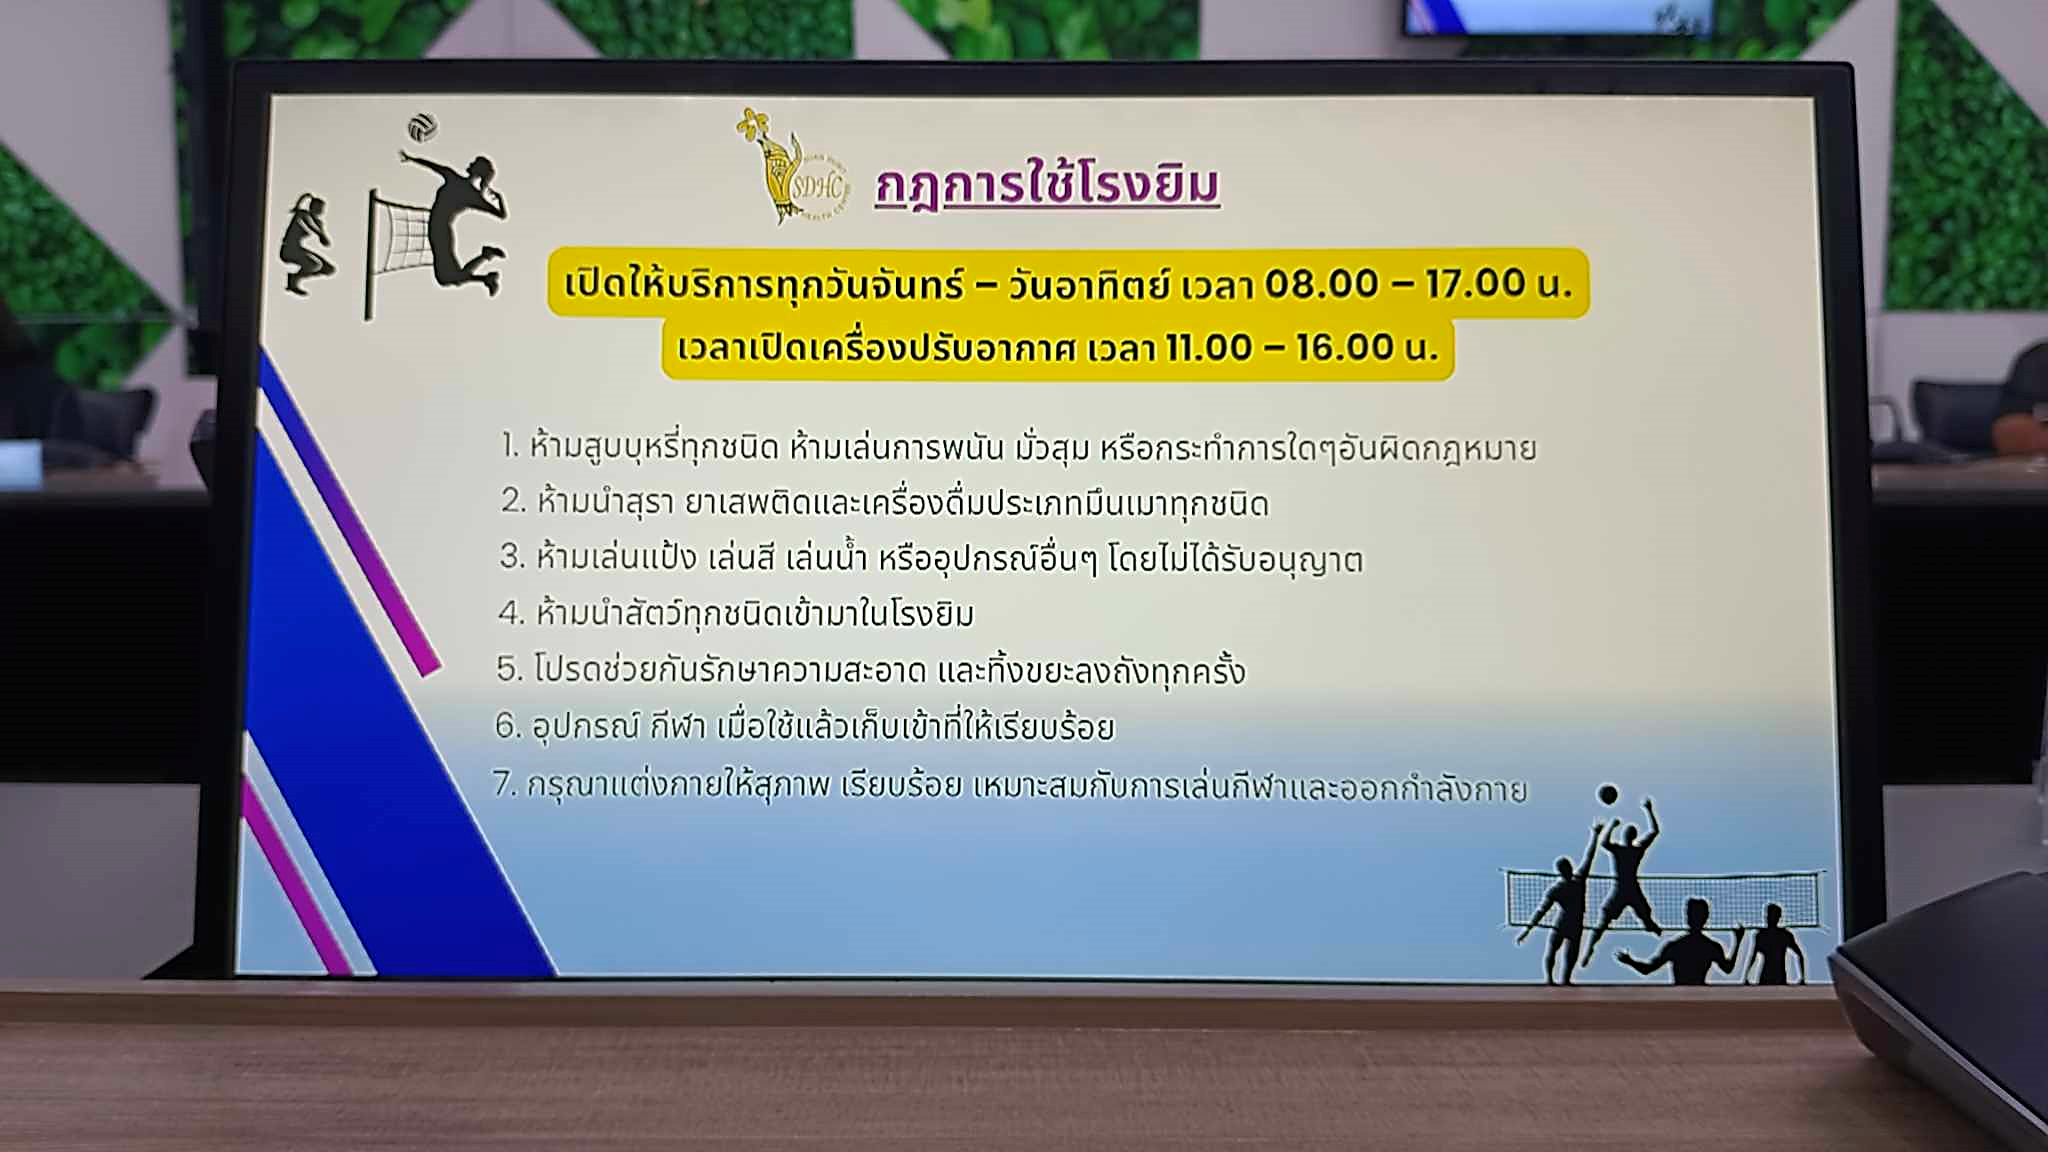 กฎการใช้โรงยิม
SDHC
เปิดให้บริการทุกวันจันทร์ – วันอาทิตย์ เวลา 08.00 – 17.00 น.
เวลาเปิดเครื่องปรับอากาศ เวลา 11.00 – 16.00 น.
1. ห้ามสูบบุหรี่ทุกชนิด ห้ามเล่นการพนัน มั่วสุม หรือกระทำการใดๆอันผิดกฎหมาย
2. ห้ามนำสุรา ยาเสพติดและเครื่องดื่มประเภทมึนเมาทุกชนิด
3. ห้ามเล่นแป้ง เล่นสี เล่นน้ำ หรืออุปกรณ์อื่นๆ โดยไม่ได้รับอนุญาต
4. ห้ามนำสัตว์ทุกชนิดเข้ามาในโรงยิม
5. โปรดช่วยกันรักษาความสะอาด และทิ้งขยะลงถังทุกครั้ง
6. อุปกรณ์ กีฬา เมื่อใช้แล้วเก็บเข้าที่ให้เรียบร้อย
7. กรุณาแต่งกายให้สุภาพ เรียบร้อย เหมาะสมกับการเล่นกีฬาและออกกำลังกาย